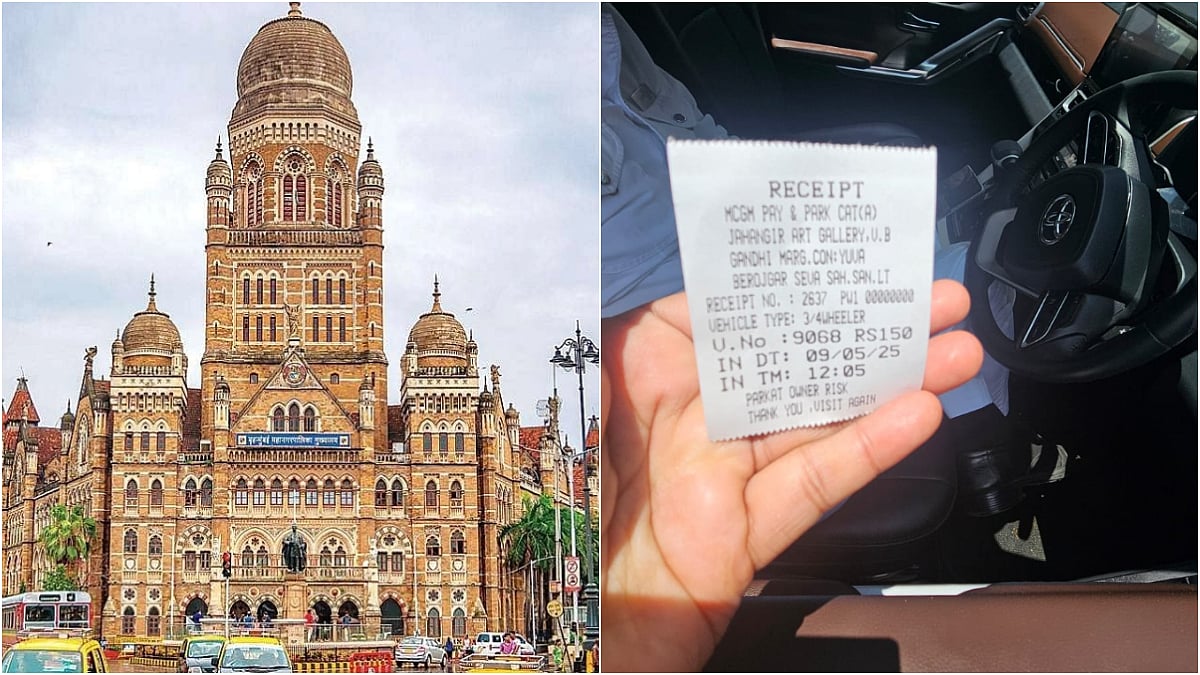 बृहन्मुंबई महानगरपालिका मुख्यालय
RECEIPT
MCGM PAY & PARK CAT(A)
JAHANGIR ART GALLERY,V.B
GANDHI MARG.CON:YUVA
BEROJGAR SEVA SAH.SAN.LT
RECEIPT NO. : 2637 PW1 00000000
VEHICLE TYPE: 3/4WHEELER
V.No :9068 RS150
IN DT: 09/05/25
IN TM: 12:05
PARKAT OWNER RISK
THANK YOU ,VISIT AGAIN